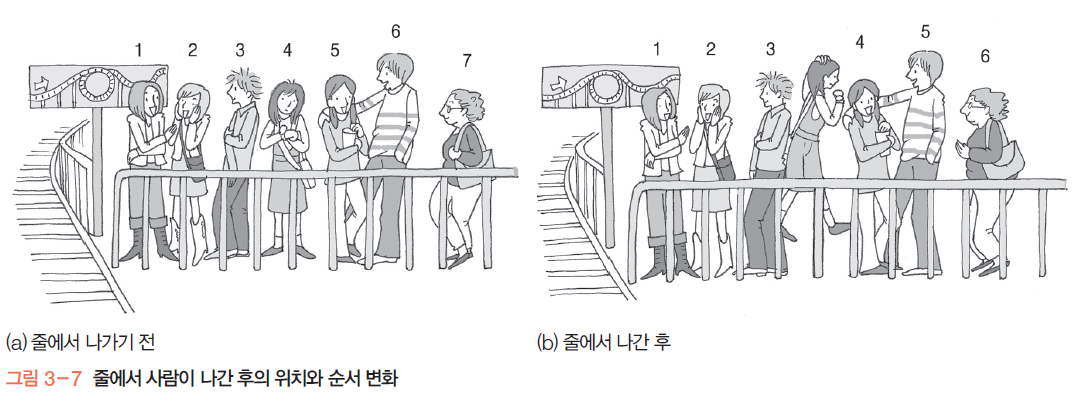 1 2 3 4 5 6 7
1 2 3 4 5 6
(a) 줄에서 나가기 전
(b) 줄에서 나간 후
그림 3-7 줄에서 사람이 나간 후의 위치와 순서 변화